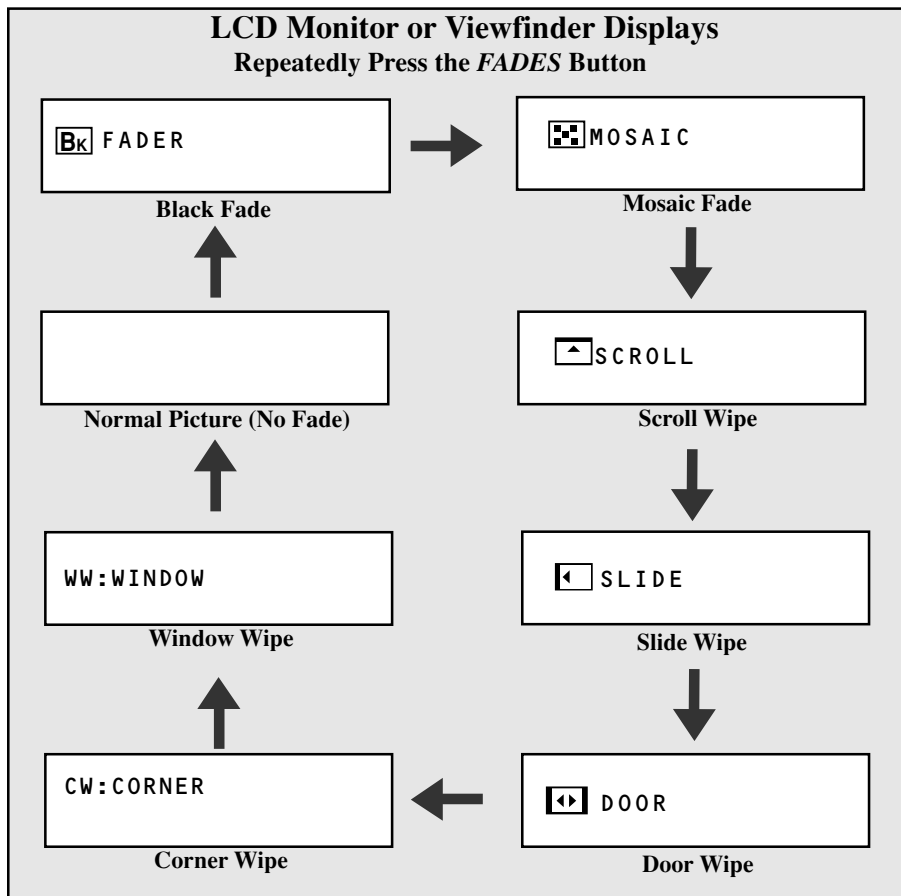 LCD Monitor or Viewfinder Displays
Repeatedly Press the FADES Button
BK FADER
Black Fade
MOSAIC
Mosaic Fade
SCROLL
Scroll Wipe
SLIDE
Slide Wipe
DOOR
Door Wipe
CW:CORNER
Corner Wipe
WW:WINDOW
Window Wipe
Normal Picture (No Fade)